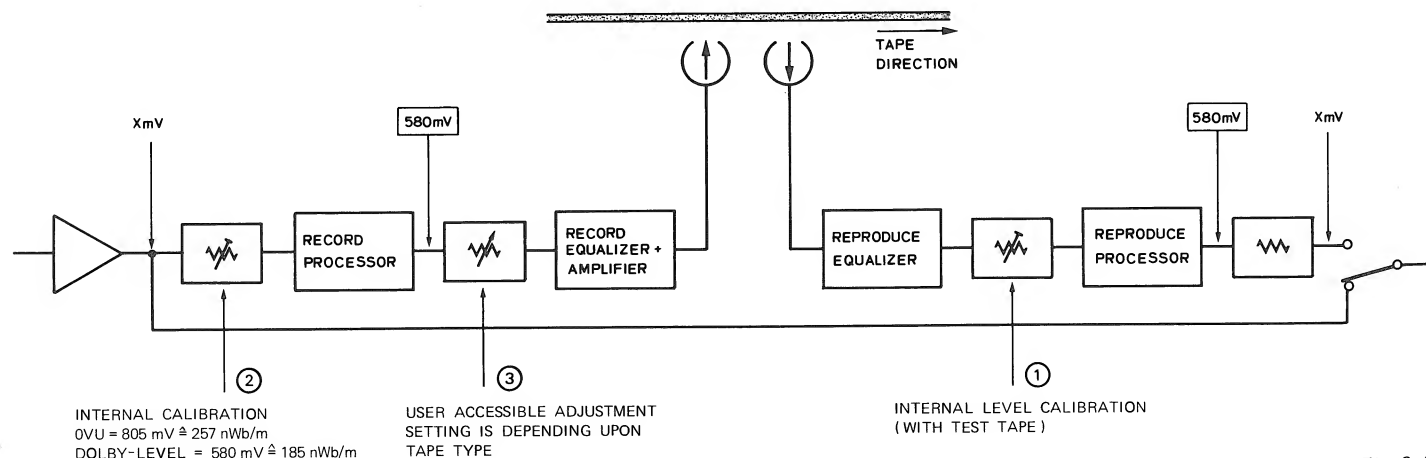 TAPE
DIRECTION
XmV
580mV
580mV
XmV
RECORD
PROCESSOR
RECORD
EQUALIZER +
AMPLIFIER
REPRODUCE
EQUALIZER
REPRODUCE
PROCESSOR
2
INTERNAL CALIBRATION
0VU = 805 mV ≙ 257 nWb/m
DOLBY-LEVEL = 580 mV ≙ 185 nWb/m
3
USER ACCESSIBLE ADJUSTMENT
SETTING IS DEPENDING UPON
TAPE TYPE
1
INTERNAL LEVEL CALIBRATION
(WITH TEST TAPE)